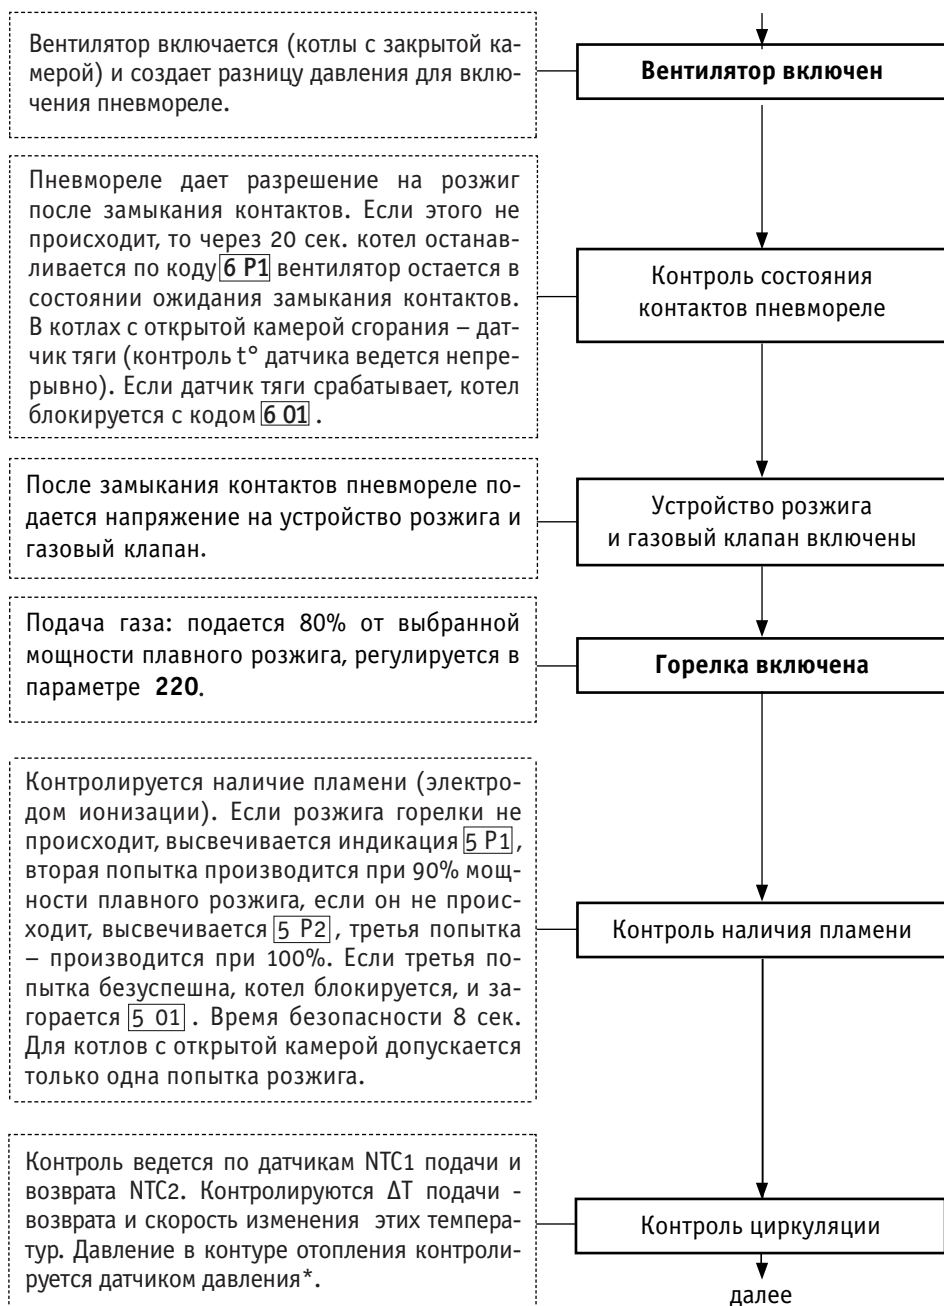 Вентилятор включается (котлы с закрытой ка-
мерой) и создает разницу давления для вклю-
чения пневмореле.
Вентилятор включен
Пневмореле дает разрешение на розжиг
после замыкания контактов. Если этого не
происходит, то через 20 сек. котел останав-
ливается по коду 6 P1 вентилятор остается в
состоянии ожидания замыкания контактов.
В котлах с открытой камерой сгорания – дат-
чик тяги (контроль t° датчика ведется непре-
рывно). Если датчик тяги срабатывает, котел
блокируется с кодом 6 01 .
Контроль состояния
контактов пневмореле
После замыкания контактов пневмореле по-
дается напряжение на устройство розжига и
газовый клапан.
Устройство розжига
и газовый клапан включены
Подача газа: подается 80% от выбранной
мощности плавного розжига, регулируется в
параметре 220.
Горелка включена
Контролируется наличие пламени (электро-
дом ионизации). Если розжига горелки не
происходит, высвечивается индикация 5 P1,
вторая попытка производится при 90% мощ-
ности плавного розжига, если он не проис-
ходит, высвечивается 5 P2 , третья попытка
– производится при 100%. Если третья по-
пытка безуспешна, котел блокируется, и за-
горается 5 01 . Время безопасности 8 сек.
Для котлов с открытой камерой допускается
только одна попытка розжига.
Контроль наличия пламени
Контроль ведется по датчикам NTC1 подачи и
возврата NTC2. Контролируются ΔT подачи -
возврата и скорость изменения этих темпера-
тур. Давление в контуре отопления контроли-
руется датчиком давления*.
Контроль циркуляции
далее